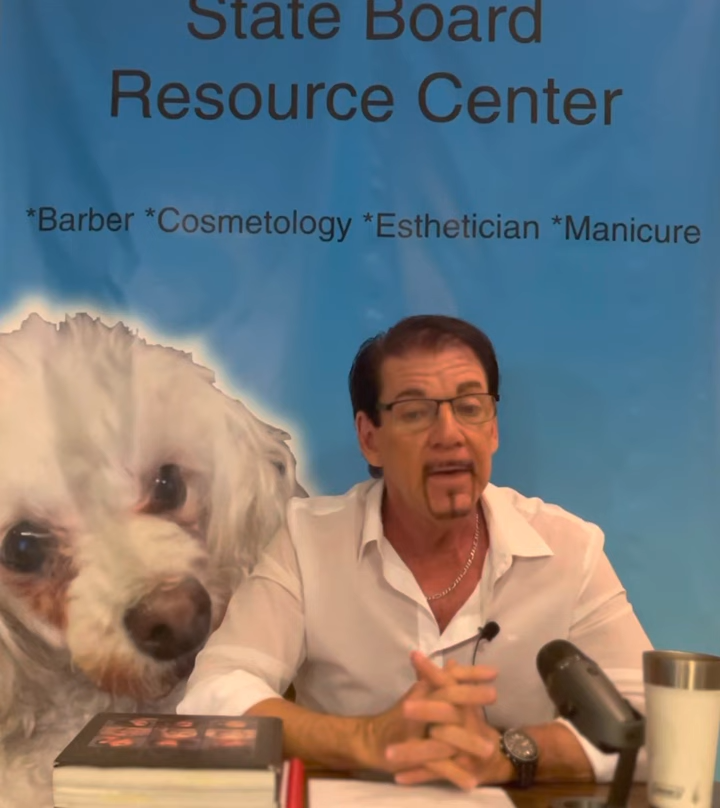 State Board
Resource Center
*Barber *Cosmetology *Esthetician *Manicure